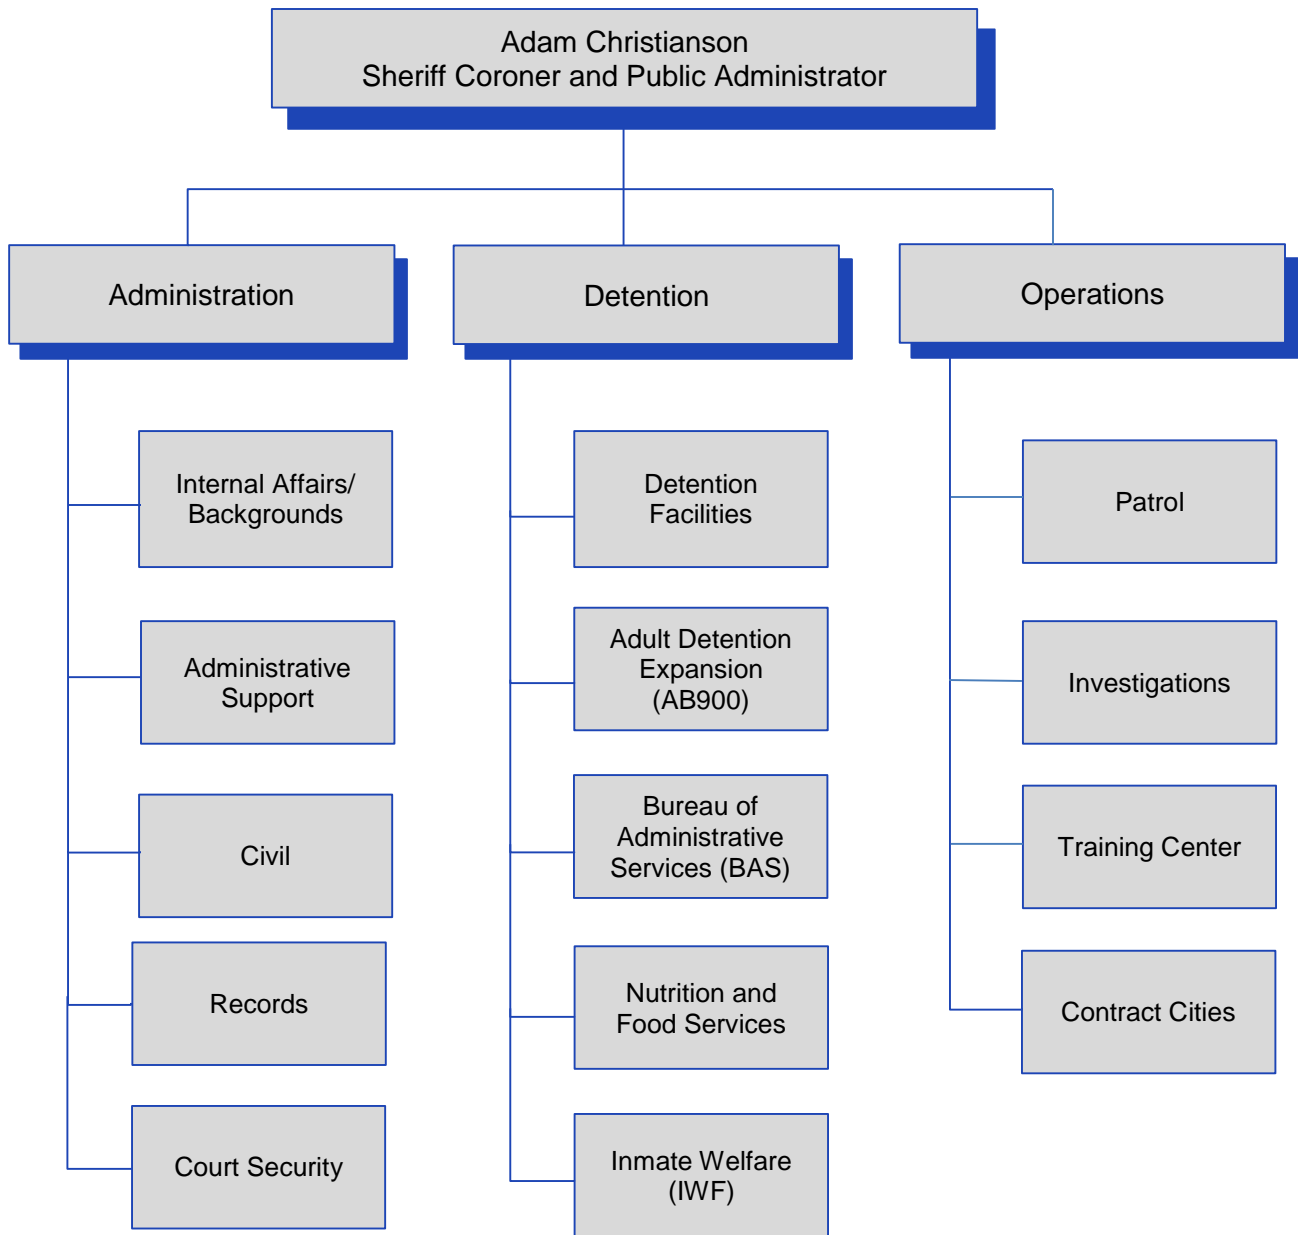 Adam Christianson
Sheriff Coroner and Public Administrator
Administration
Detention
Operations
Internal Affairs/
Backgrounds
Administrative
Support
Civil
Records
Court Security
Detention
Facilities
Adult Detention
Expansion
(AB900)
Bureau of
Administrative
Services (BAS)
Nutrition and
Food Services
Inmate Welfare
(IWF)
Patrol
Investigations
Training Center
Contract Cities